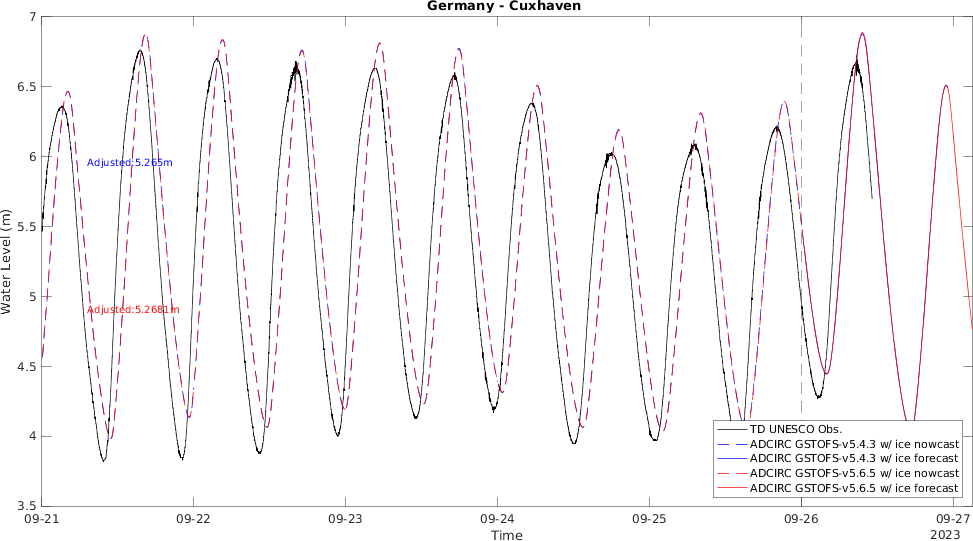 Germany - Cuxhaven
7
6.5
6
5.5
5
4.5
4
3.5
Water Level (m)
Adjusted:5.265m
Adjusted:5.2681m
TD UNESCO Obs.
ADCIRC GSTOFS-v5.4.3 w/ ice nowcast
ADCIRC GSTOFS-v5.4.3 w/ ice forecast
ADCIRC GSTOFS-v5.6.5 w/ ice nowcast
ADCIRC GSTOFS-v5.6.5 w/ ice forecast
09-21 09-22 09-23 09-24 09-25 09-26 09-27
Time
2023